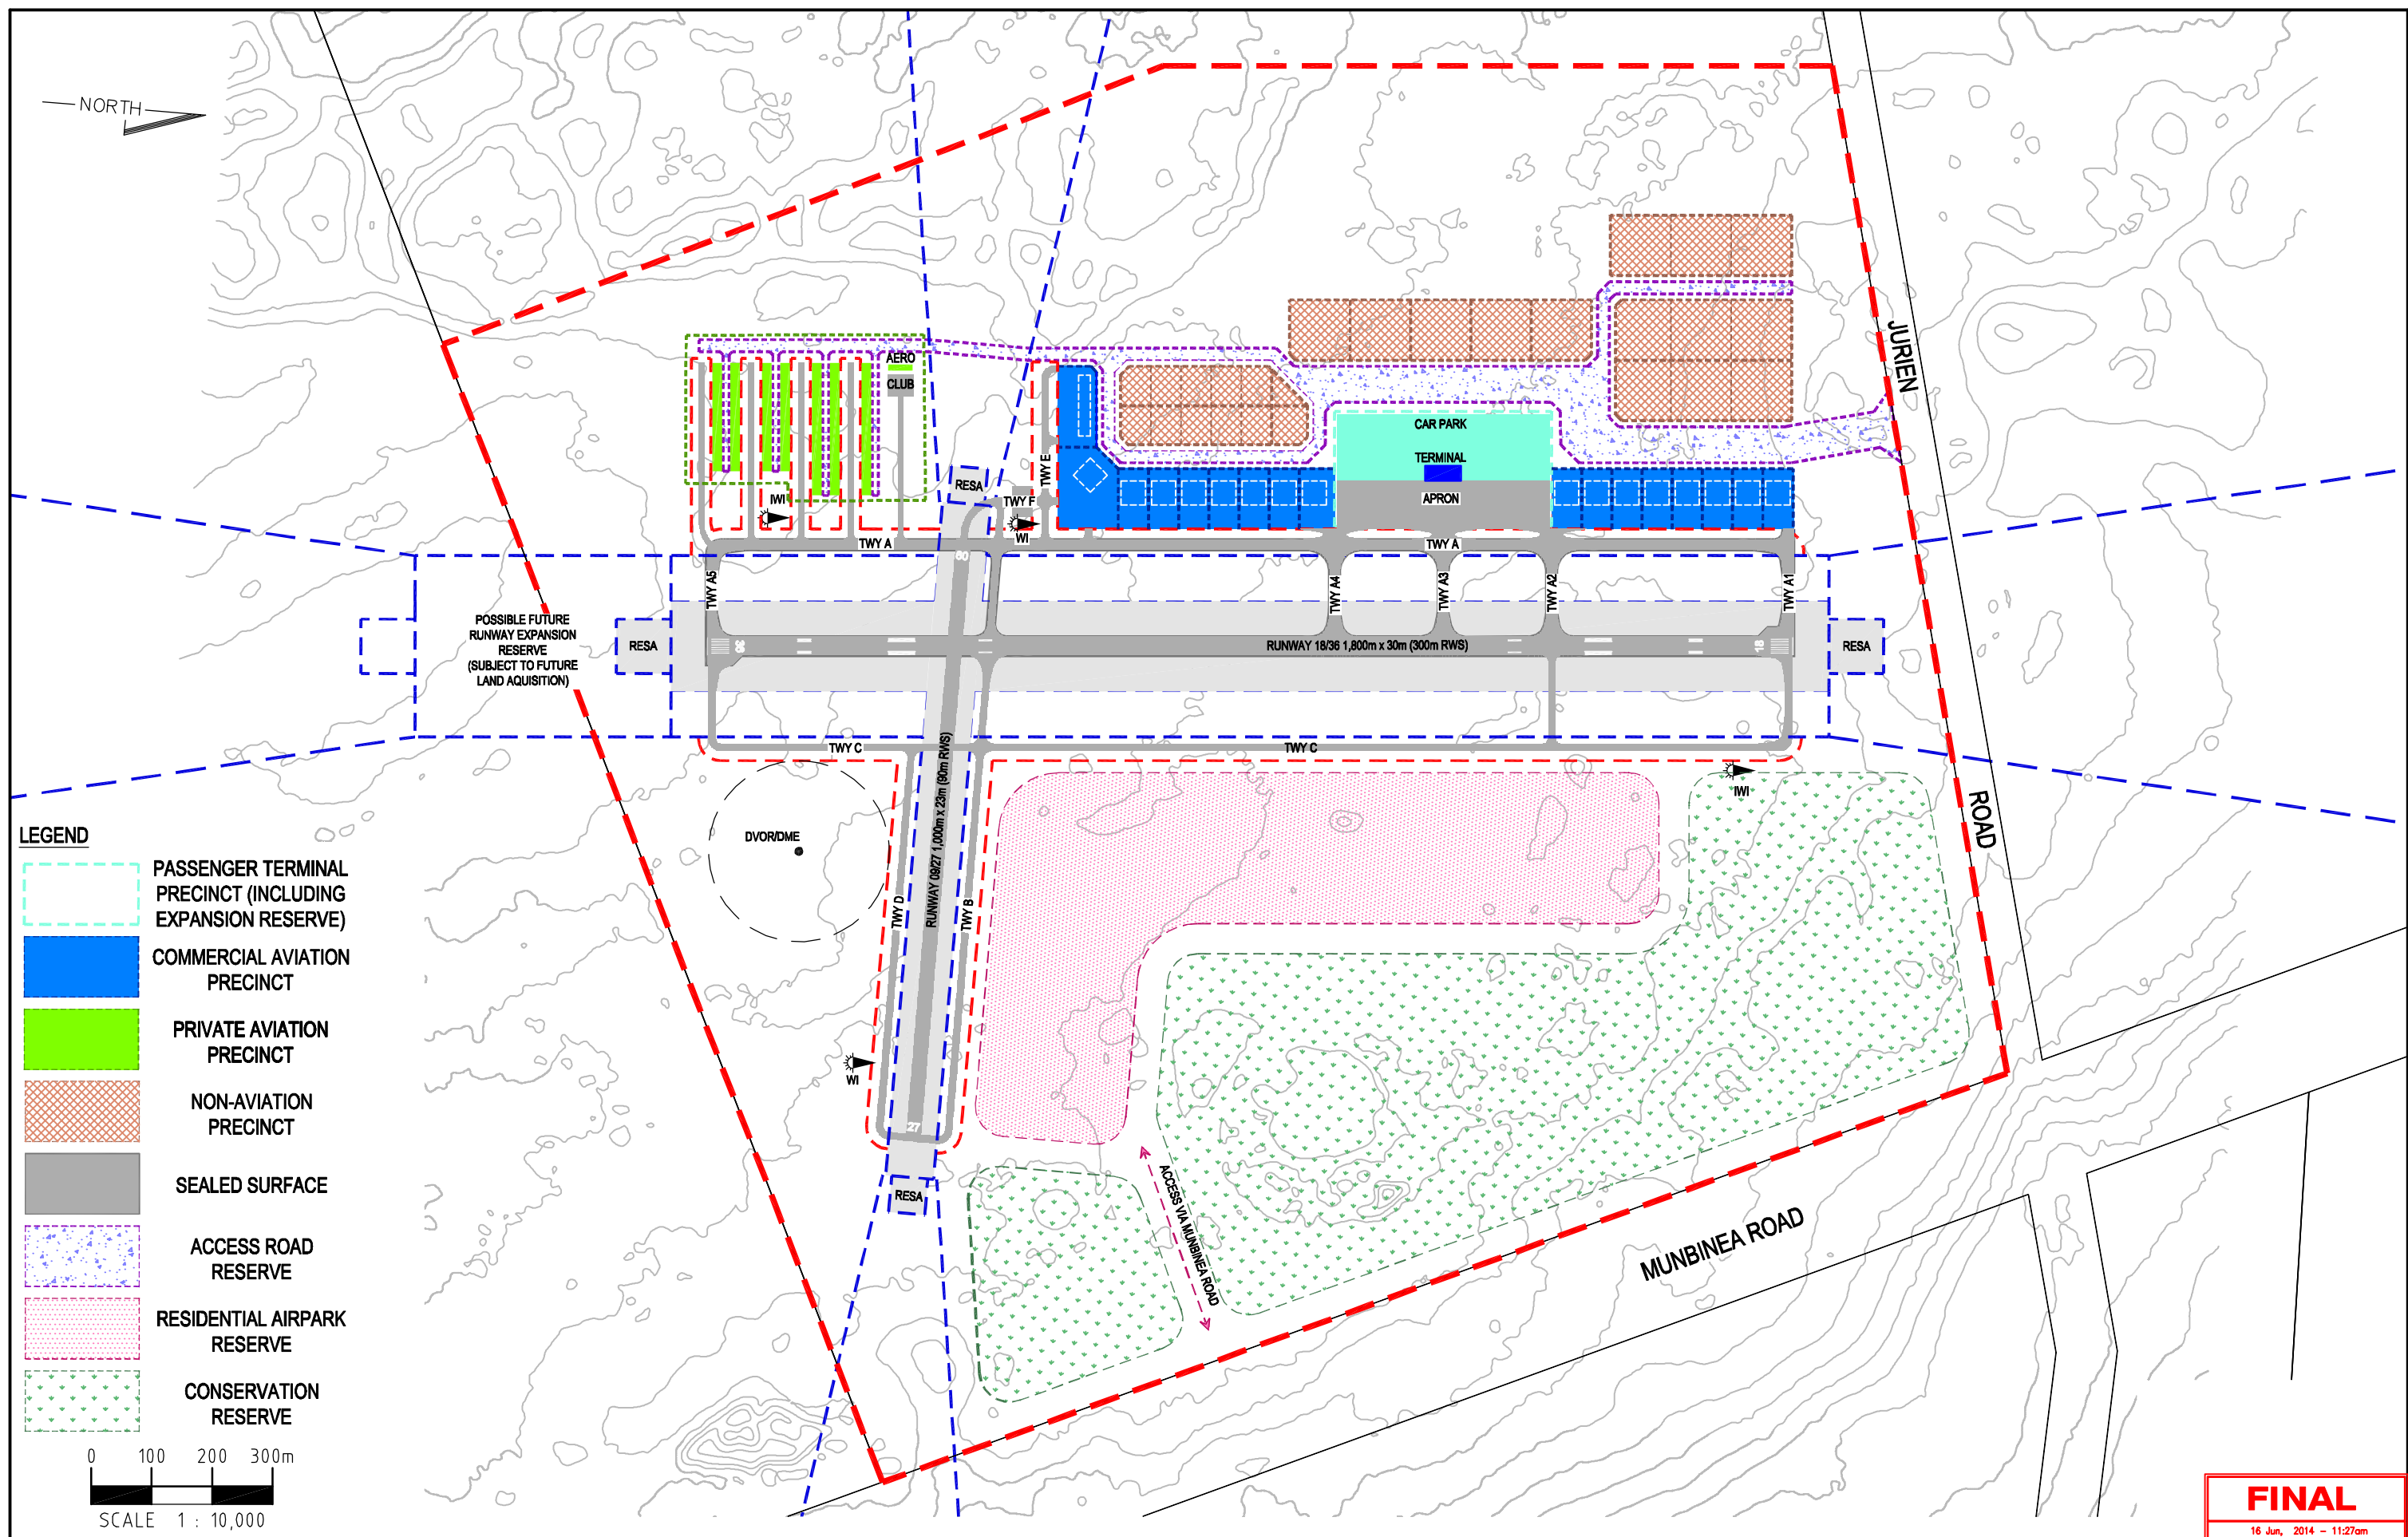 NORTH
JURIEN
AERO
CLUB
CAR PARK
TERMINAL
APRON
RESA
TWY E
TWY F
IWI
WI
TWY A
TWY A
80
TWY A5
TWY A4
TWY A3
TWY A2
TWY A1
POSSIBLE FUTURE
RUNWAY EXPANSION
RESERVE
(SUBJECT TO FUTURE
LAND AQUISITION)
RESA
36
RUNWAY 18/36 1,800m x 30m (300m RWS)
18
RESA
TWY C
TWY C
IWI
ROAD
DVOR/DME
RUNWAY 09/27 1,000m x 23m (90m RWS)
TWY D
TWY B
WI
27
RESA
ACCESS VIA MUNBINEA ROAD
MUNBINEA ROAD
LEGEND
PASSENGER TERMINAL
PRECINCT (INCLUDING
EXPANSION RESERVE)
COMMERCIAL AVIATION
PRECINCT
PRIVATE AVIATION
PRECINCT
NON-AVIATION
PRECINCT
SEALED SURFACE
ACCESS ROAD
RESERVE
RESIDENTIAL AIRPARK
RESERVE
CONSERVATION
RESERVE
0 100 200 300m
SCALE 1 : 10,000
FINAL
16 Jun, 2014 - 11:27am